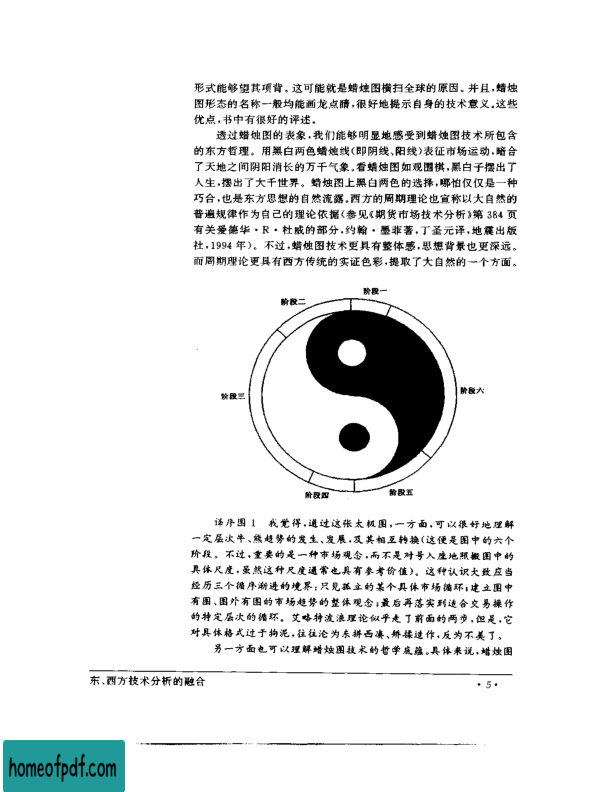 形式能够望其项背。这可能就是蜡烛图横扫全球的原因。并且,蜡烛
图形态的名称一般均能画龙点睛,很好地提示自身的技术意义。这些
优点,书中有很好的评述。
透过蜡烛图的表象,我们能够明显地感受到蜡烛图技术所包含
的东方哲理。用黑白两色蜡烛线(即阴线、阳线)表征市场运动,暗合
了天地之间阴阳消长的万千气象。看蜡烛图如观围棋,黑白子摆出了
人生,摆出了大千世界。蜡烛图上黑白两色的选择,哪怕仅仅是一种
巧合,也是东方思想的自然流露。西方的周期理论也宣称以大自然的
普遍规律作为自己的理论依据(参见《期货市场技术分析》第384页
有关爱德华·R·杜威的部分,约翰·墨菲著,丁圣元译,地震出版
社,1994年)。不过,蜡烛图技术更具有整体感,思想背景也更深远。
而周期理论更具有西方传统的实证色彩,提取了大自然的一个方面。
阶段一
阶段二
阶段三
阶段六
阶段四
阶段五
译序图1 我觉得,通过这张太极图,一方面,可以很好地理解
一定层次牛、熊趋势的发生、发展,及其相互转换(这便是图中的六个
阶段。不过,重要的是一种市场观念,而不是对号入座地照搬图中的
具体尺度,虽然这种尺度通常也具有参考价值)。这种认识大致应当
经历三个循序渐进的境界:只见孤立的某个具体市场循环;建立图中
有图、图外有图的市场趋势的整体观念;最后再落实到适合交易操作
的特定层次的循环。艾略特波浪理论似乎走了前面的两步,但是,它
对具体格式过于拘泥,往往沦为东拼西凑、矫揉造作,反为不美了。
另一方面也可以理解蜡烛图技术的哲学底蕴。具体来说,蜡烛图
东、西方技术分析的融合
·5·
homeofpdf.com